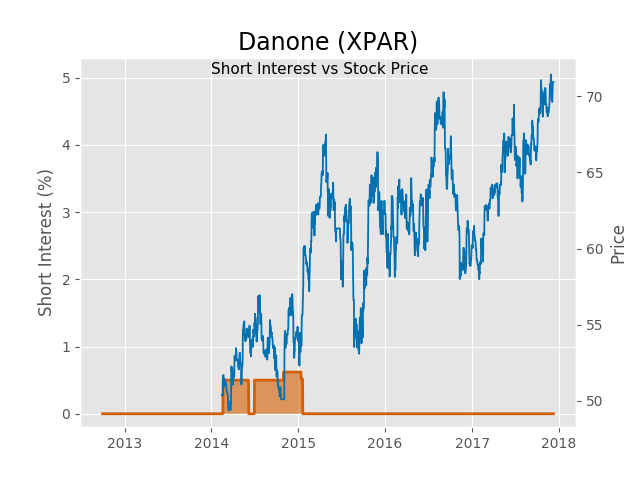 Danone (XPAR)
Short Interest vs Stock Price
Short Interest (%)
5
4
3
2
1
0
70
65
60
55
50
Price
2013 2014 2015 2016 2017 2018